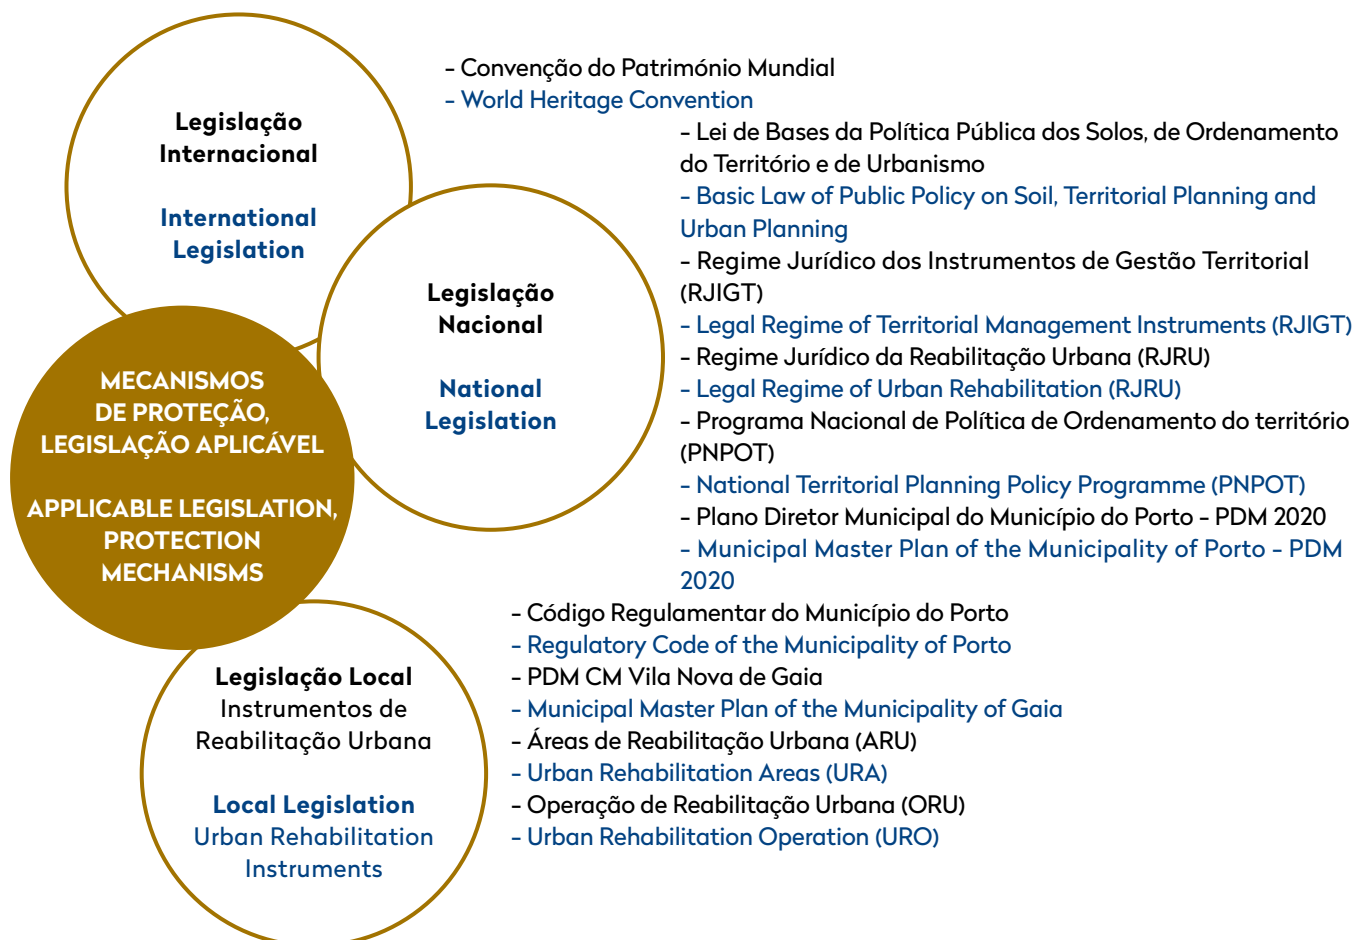 Legislação
Internacional
International
Legislation
- Convenção do Património Mundial
- World Heritage Convention
Legislação
Nacional
National
Legislation
- Lei de Bases da Política Pública dos Solos, de Ordenamento
do Território e de Urbanismo
- Basic Law of Public Policy on Soil, Territorial Planning and
Urban Planning
- Regime Jurídico dos Instrumentos de Gestão Territorial
(RJIGT)
- Legal Regime of Territorial Management Instruments (RJIGT)
- Regime Jurídico da Reabilitação Urbana (RJRU)
- Legal Regime of Urban Rehabilitation (RJRU)
- Programa Nacional de Política de Ordenamento do território
(PNPOT)
- National Territorial Planning Policy Programme (PNPOT)
- Plano Diretor Municipal do Município do Porto - PDM 2020
- Municipal Master Plan of the Municipality of Porto - PDM
2020
MECANISMOS
DE PROTEÇÃO,
LEGISLAÇÃO APLICÁVEL
APPLICABLE LEGISLATION,
PROTECTION
MECHANISMS
Legislação Local
Instrumentos de
Reabilitação Urbana
Local Legislation
Urban Rehabilitation
Instruments
- Código Regulamentar do Município do Porto
- Regulatory Code of the Municipality of Porto
- PDM CM Vila Nova de Gaia
- Municipal Master Plan of the Municipality of Gaia
- Áreas de Reabilitação Urbana (ARU)
- Urban Rehabilitation Areas (URA)
- Operação de Reabilitação Urbana (ORU)
- Urban Rehabilitation Operation (URO)